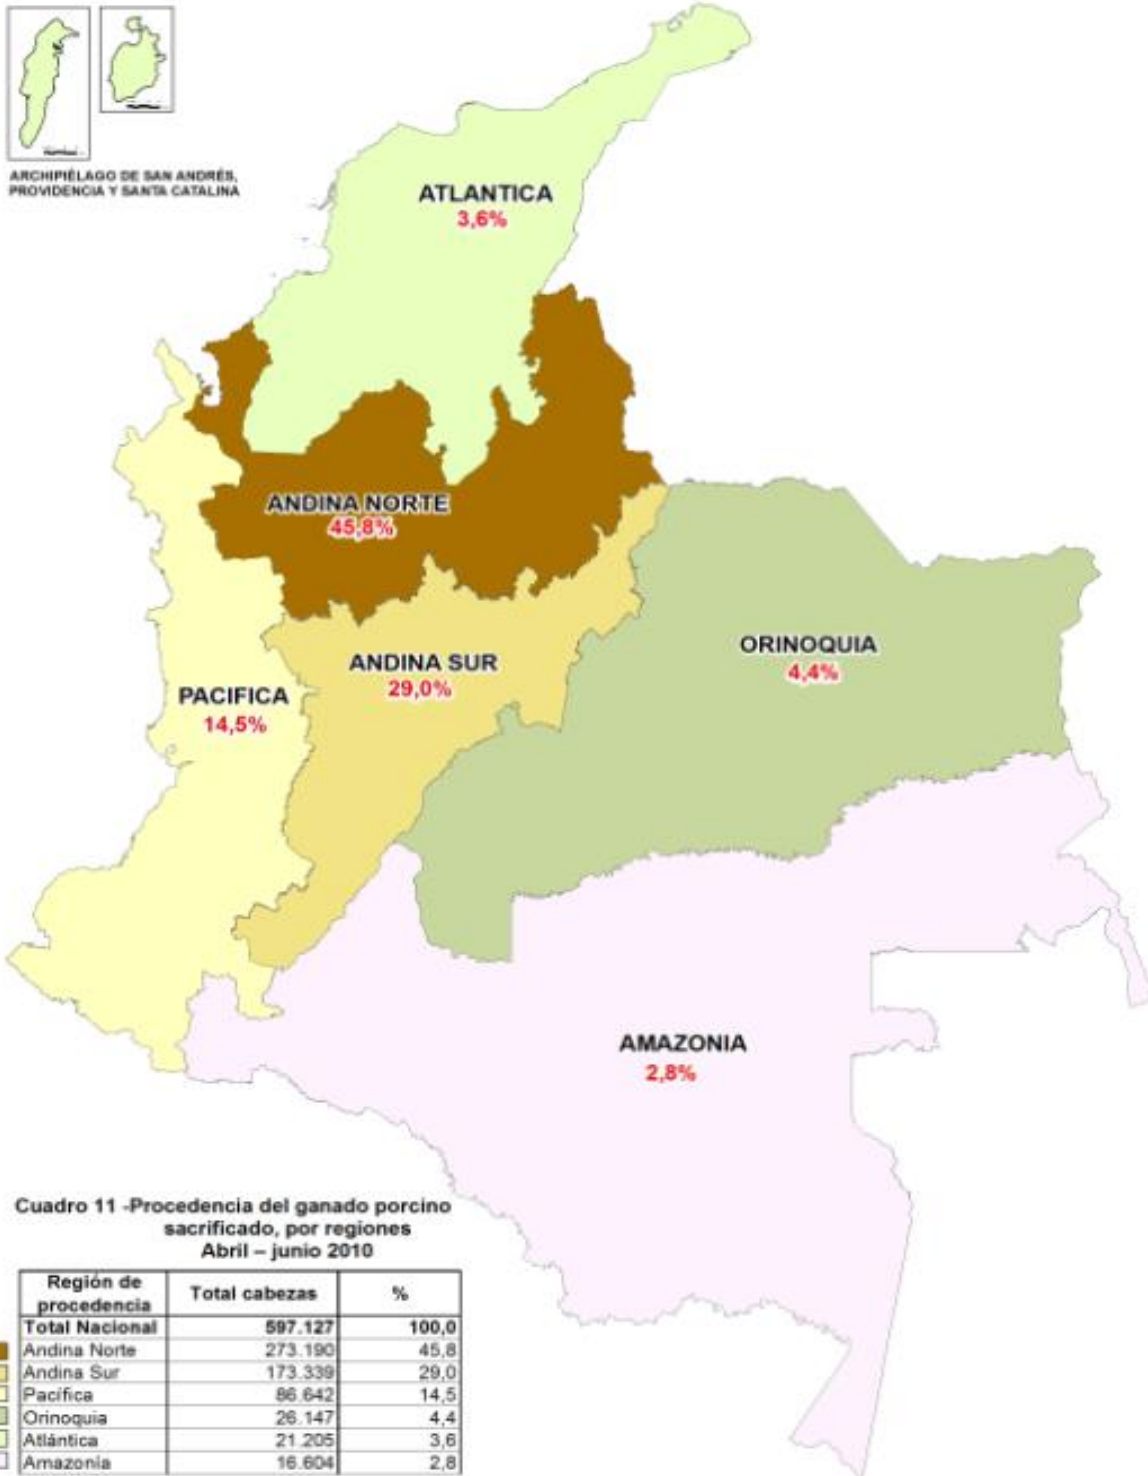 ARCHIPIÉLAGO DE SAN ANDRÉS,
PROVIDENCIA Y SANTA CATALINA
ATLANTICA
3,6%
ANDINA NORTE
45,8%
ANDINA SUR
29,0%
ORINOQUIA
4,4%
PACIFICA
14,5%
AMAZONIA
2,8%
Cuadro 11 -Procedencia del ganado porcino
sacrificado, por regiones
Abril – junio 2010
Región de procedencia Total cabezas %
Total Nacional 597.127 100,0
Andina Norte 273.190 45,8
Andina Sur 173.339 29,0
Pacífica 86.642 14,5
Orinoquia 26.147 4,4
Atlántica 21.205 3,6
Amazonía 16.604 2,8